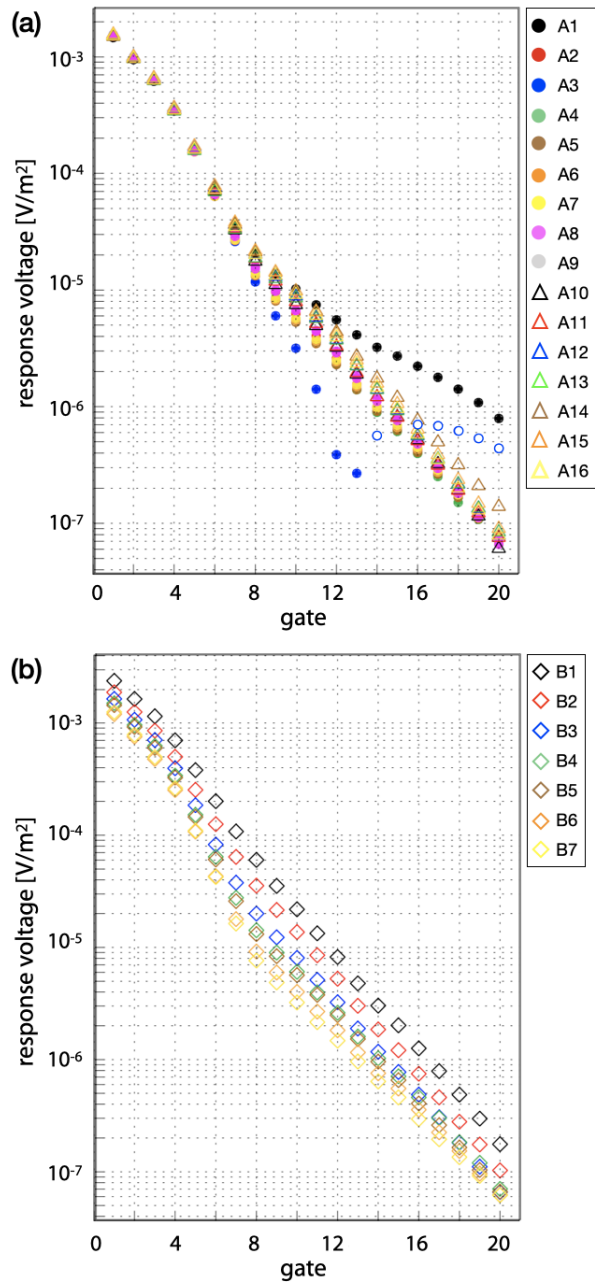 (a)
response voltage [V/m²]
10⁻³
10⁻⁴
10⁻⁵
10⁻⁶
10⁻⁷
0 4 8 12 16 20
gate
A1
A2
A3
A4
A5
A6
A7
A8
A9
A10
A11
A12
A13
A14
A15
A16
(b)
response voltage [V/m²]
10⁻³
10⁻⁴
10⁻⁵
10⁻⁶
10⁻⁷
0 4 8 12 16 20
gate
B1
B2
B3
B4
B5
B6
B7